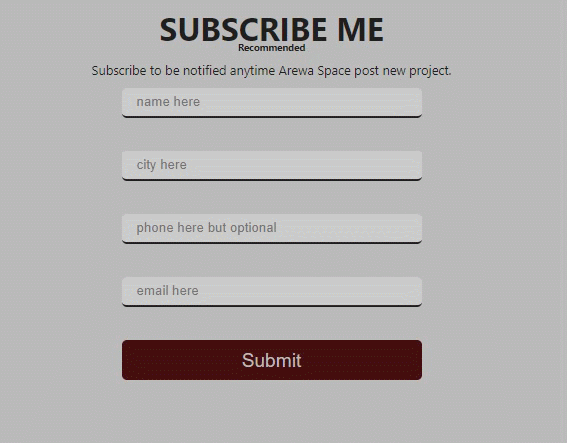 SUBSCRIBE ME
Recommended
Subscribe to be notified anytime Arewa Space post new project.
name here
city here
phone here but optional
email here
Submit